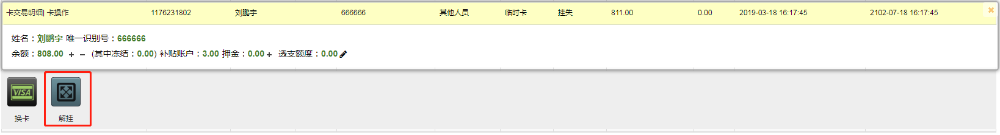 卡交易明细| 卡操作 1176231802 刘鹏宇 666666 其他人员 临时卡 挂失 811.00 0.00 2019-03-18 16:17:45 2102-07-18 16:17:45
姓名：刘鹏宇 唯一识别号：666666
余额：808.00 + - (其中冻结：0.00) 补贴账户：3.00 押金：0.00 + 透支额度：0.00
VISA
换卡 解挂